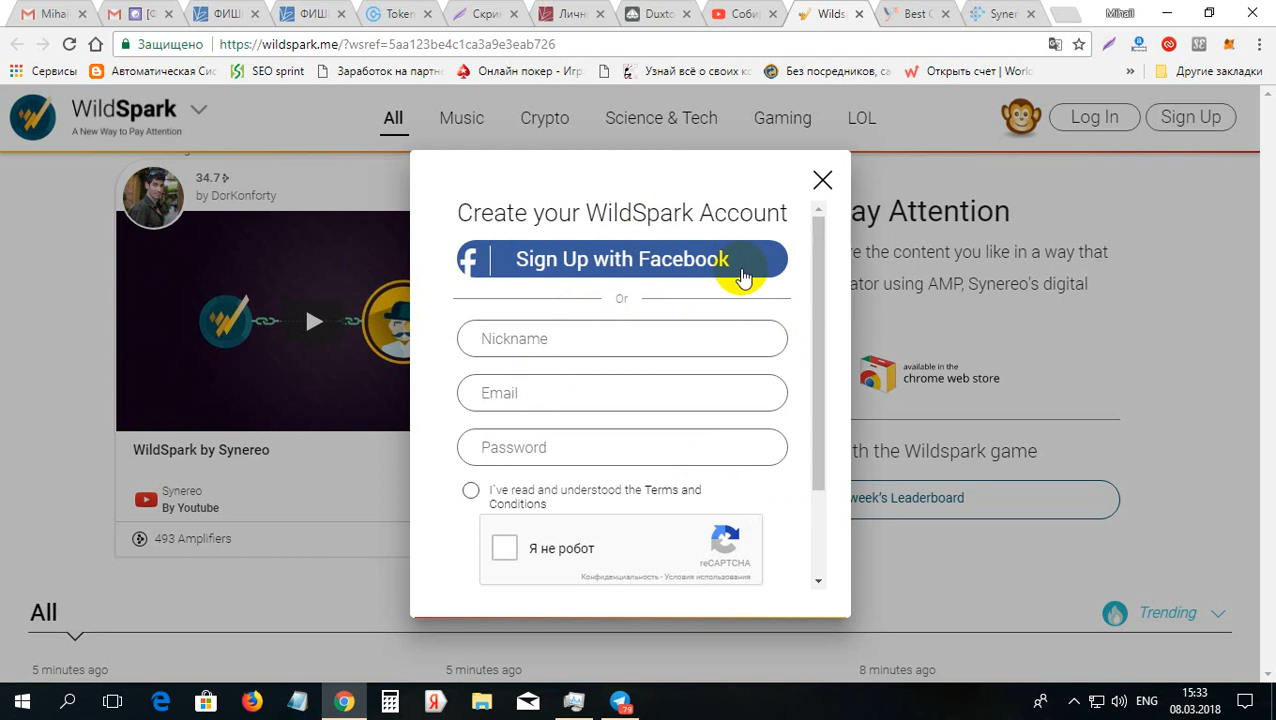 Mihai
[Ф
ФИШ
ФИШ
Token
Скри
Личн
Duxto
Собир
Wilds
Best C
Syner
Mihail
Защищено
https://wildspark.me/?wsref=5aa123be4c1ca3a9e3eab726
Сервисы
Автоматическая Сис
SEO sprint
Заработок на партн
Онлайн покер - Игр
Узнай всё о своих ко
Без посредников, са
Открыть счет | Worl
»
Другие закладки
WildSpark
A New Way to Pay Attention
All
Music
Crypto
Science & Tech
Gaming
LOL
Log In
Sign Up
34.7
by DorKonforty
WildSpark by Synereo
Synereo
By Youtube
493 Amplifiers
Create your WildSpark Account
Sign Up with Facebook
Or
Nickname
Email
Password
I`ve read and understood the Terms and
Conditions
Я не робот
reCAPTCHA
Конфиденциальность - Условия использования
ay Attention
e the content you like in a way that
ator using AMP, Synereo's digital
available in the
chrome web store
th the Wildspark game
week's Leaderboard
All
Trending
5 minutes ago
5 minutes ago
8 minutes ago
79
ENG
15:33
08.03.2018